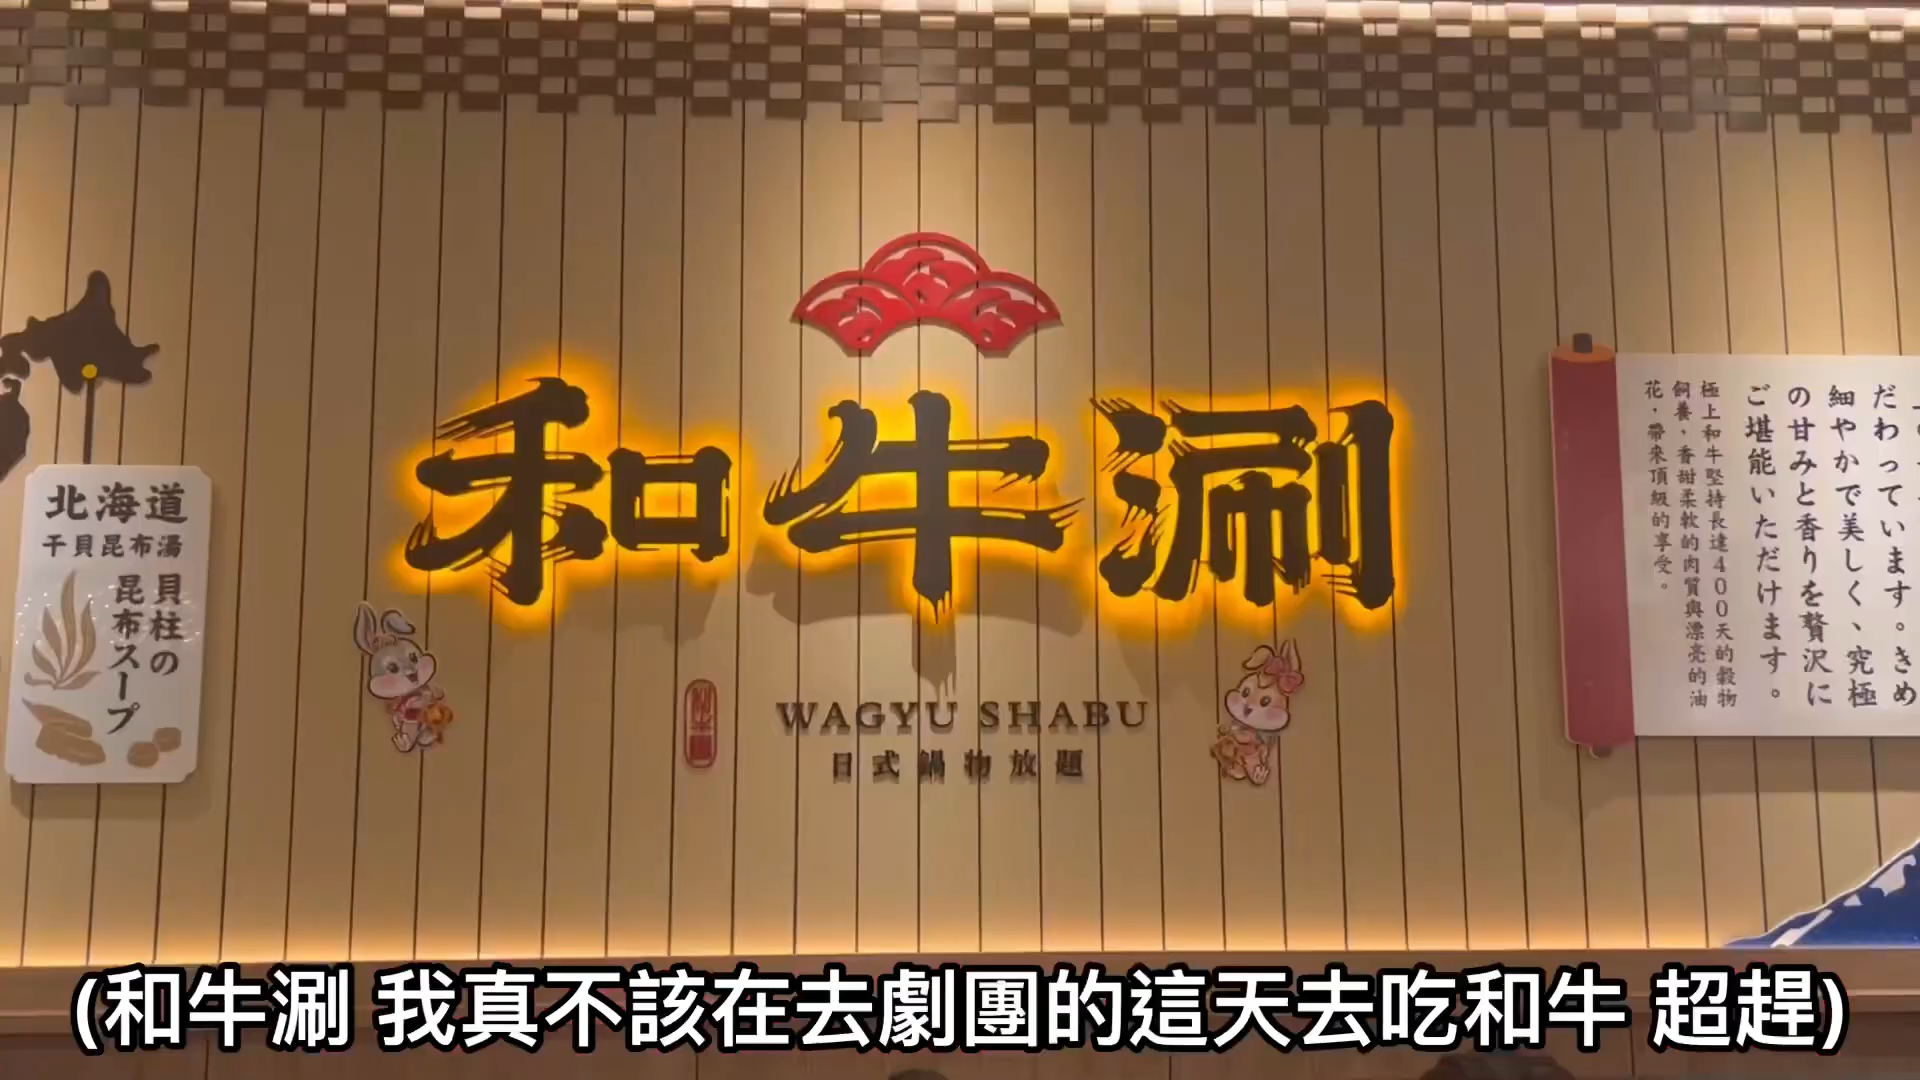 和牛涮
WAGYU SHABU
日式鍋物放題
北海道
干貝昆布湯
貝柱の
昆布スープ
だわっています。きめ
細やかで美しく、究極
の甘みと香りを贅沢に
ご堪能いただけます。
極上和牛堅持長達400天的穀物
飼養，香甜柔軟的肉質與漂亮的油
花，帶來頂級的享受。
(和牛涮 我真不該在去劇團的這天去吃和牛 超趕)